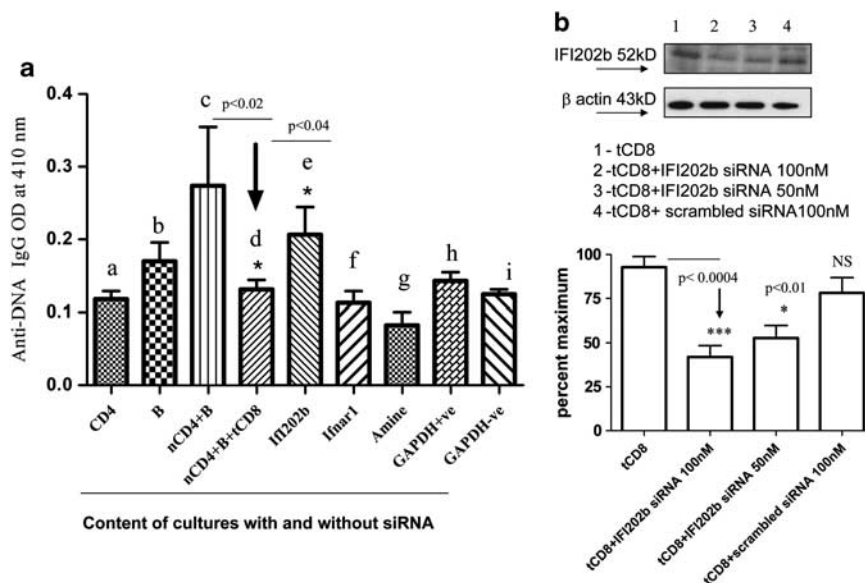 a
Anti-DNA IgG OD at 410 nm
0.4
0.3
0.2
0.1
0.0
a
b
c
p<0.02
p<0.04
d
*
e
*
f
g
h
i
CD4
B
nCD4+B
nCD4+B+tCD8
IfI202b
Ifnar1
Amine
GAPDH+ve
GAPDH-ve
Content of cultures with and without siRNA
b
1 2 3 4
IFI202b 52kD
β actin 43kD
1 - tCD8
2 - tCD8+IFI202b siRNA 100nM
3 - tCD8+IFI202b siRNA 50nM
4 -tCD8+ scrambled siRNA100nM
percent maximum
100
75
50
25
0
p< 0.0004
***
p<0.01
*
NS
tCD8
tCD8+IFI202b siRNA 100nM
tCD8+IFI202b siRNA 50nM
tCD8+scrambled siRNA 100nM